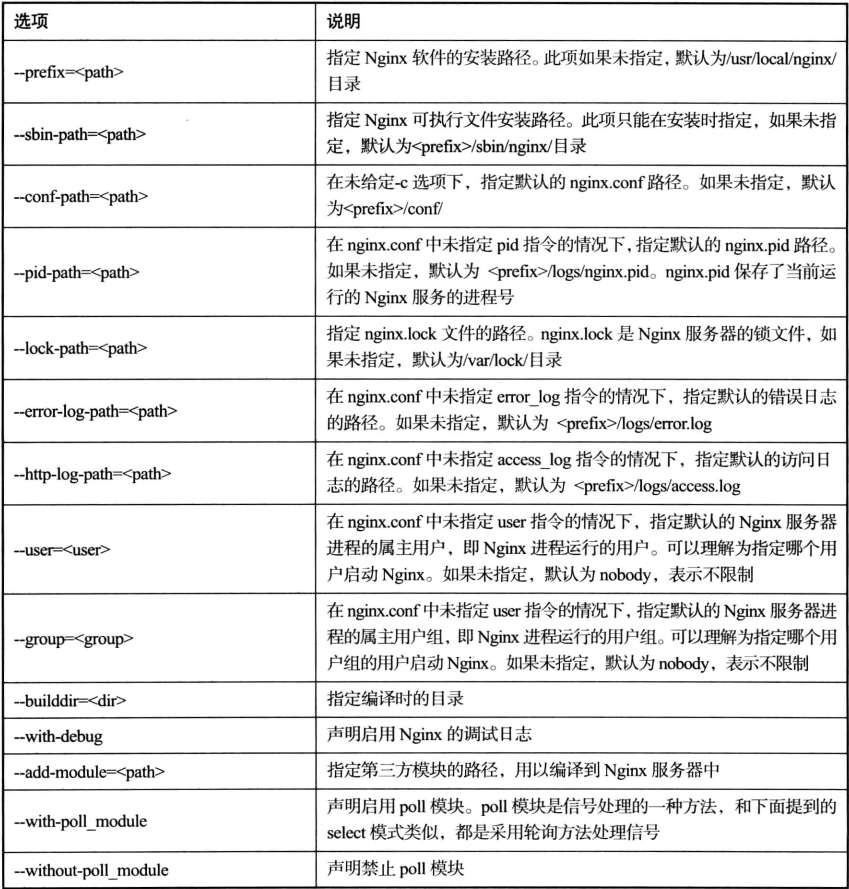 选项 说明
--prefix=<path> 指定 Nginx 软件的安装路径。此项如果未指定，默认为/usr/local/nginx/
目录
--sbin-path=<path> 指定 Nginx 可执行文件安装路径。此项只能在安装时指定，如果未指
定，默认为<prefix>/sbin/nginx/目录
--conf-path=<path> 在未给定-c 选项下，指定默认的 nginx.conf 路径。如果未指定，默认
为<prefix>/conf/
--pid-path=<path> 在 nginx.conf 中未指定 pid 指令的情况下，指定默认的 nginx.pid 路径。
如果未指定，默认为 <prefix>/logs/nginx.pid。nginx.pid 保存了当前运
行的 Nginx 服务的进程号
--lock-path=<path> 指定 nginx.lock 文件的路径。nginx.lock 是 Nginx 服务器的锁文件，如
果未指定，默认为/var/lock/目录
--error-log-path=<path> 在 nginx.conf 中未指定 error_log 指令的情况下，指定默认的错误日志
的路径。如果未指定，默认为 <prefix>/logs/error.log
--http-log-path=<path> 在 nginx.conf 中未指定 access_log 指令的情况下，指定默认的访问日
志的路径。如果未指定，默认为 <prefix>/logs/access.log
--user=<user> 在 nginx.conf 中未指定 user 指令的情况下，指定默认的 Nginx 服务器
进程的属主用户，即 Nginx 进程运行的用户。可以理解为指定哪个用
户启动 Nginx。如果未指定，默认为 nobody，表示不限制
--group=<group> 在 nginx.conf 中未指定 user 指令的情况下，指定默认的 Nginx 服务器进
程的属主用户组，即 Nginx 进程运行的用户组。可以理解为指定哪个用
户组的用户启动 Nginx。如果未指定，默认为 nobody，表示不限制
--builddir=<dir> 指定编译时的目录
--with-debug 声明启用 Nginx 的调试日志
--add-module=<path> 指定第三方模块的路径，用以编译到 Nginx 服务器中
--with-poll_module 声明启用 poll 模块。poll 模块是信号处理的一种方法，和下面提到的
select 模式类似，都是采用轮询方法处理信号
--without-poll_module 声明禁止 poll 模块